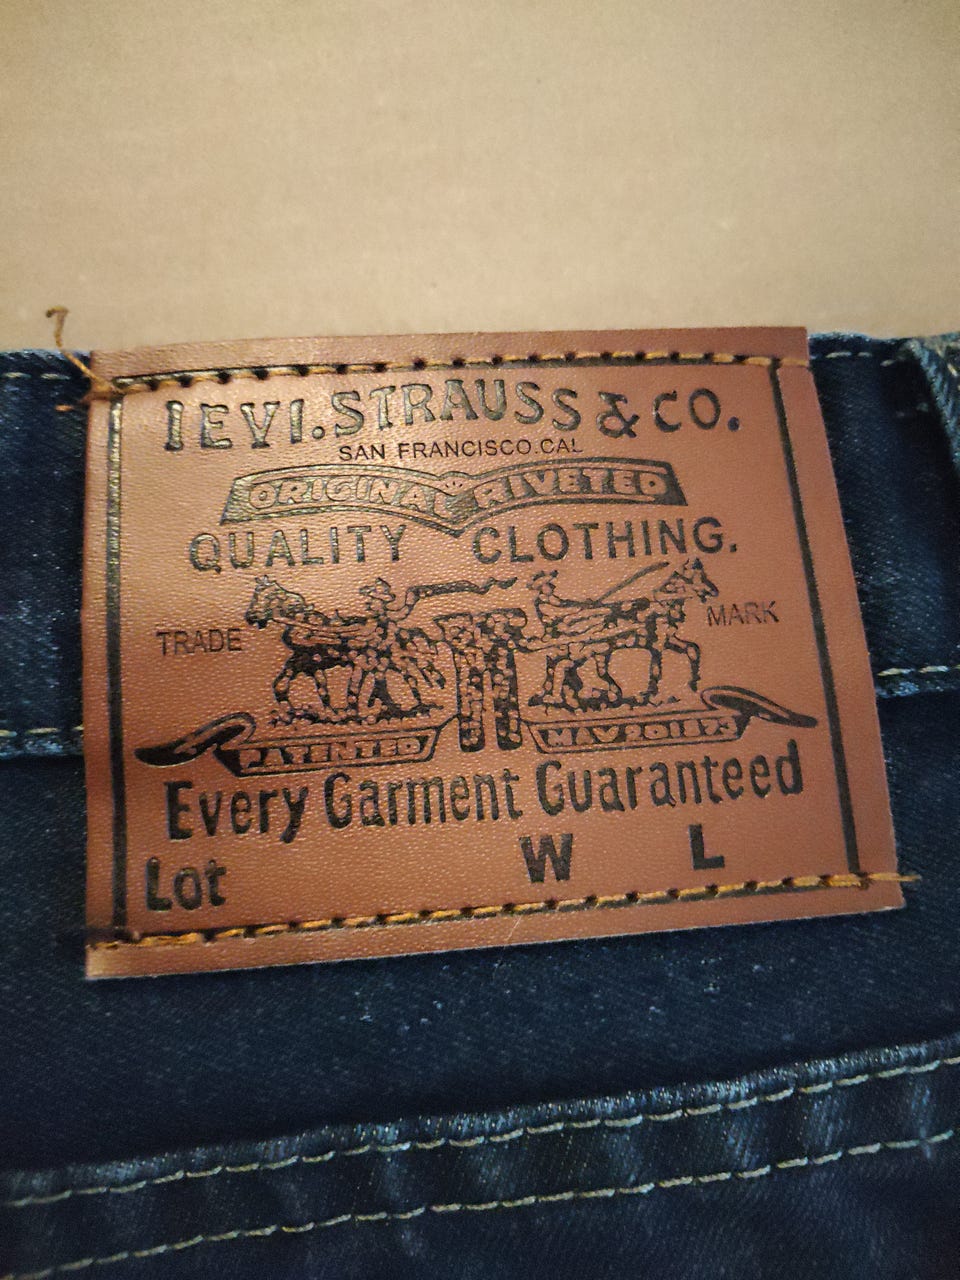 IEVI.STRAUSS & CO.
SAN FRANCISCO.CAL
ORIGINAL RIVETED
QUALITY CLOTHING.
TRADE MARK
PATENTED MAY 20 1873
Every Garment Guaranteed
Lot W L